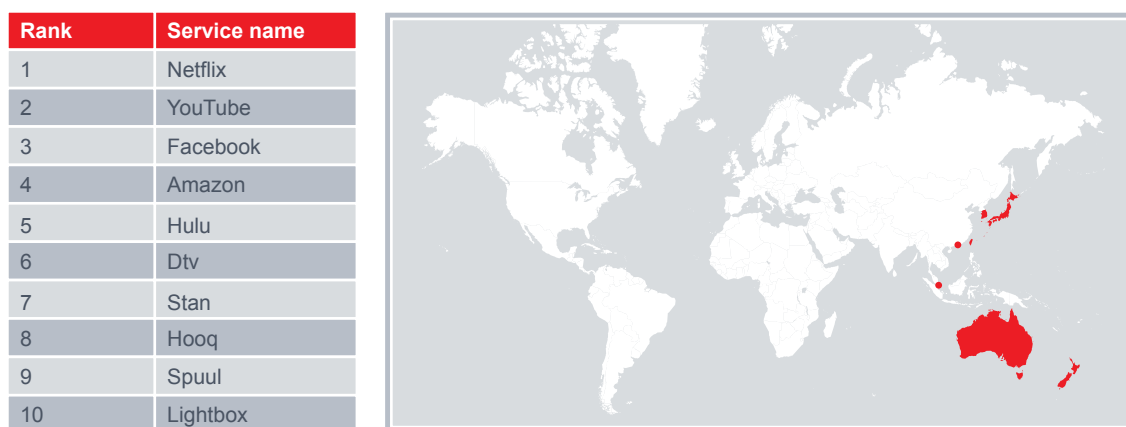 Rank Service name
1 Netflix
2 YouTube
3 Facebook
4 Amazon
5 Hulu
6 Dtv
7 Stan
8 Hooq
9 Spuul
10 Lightbox